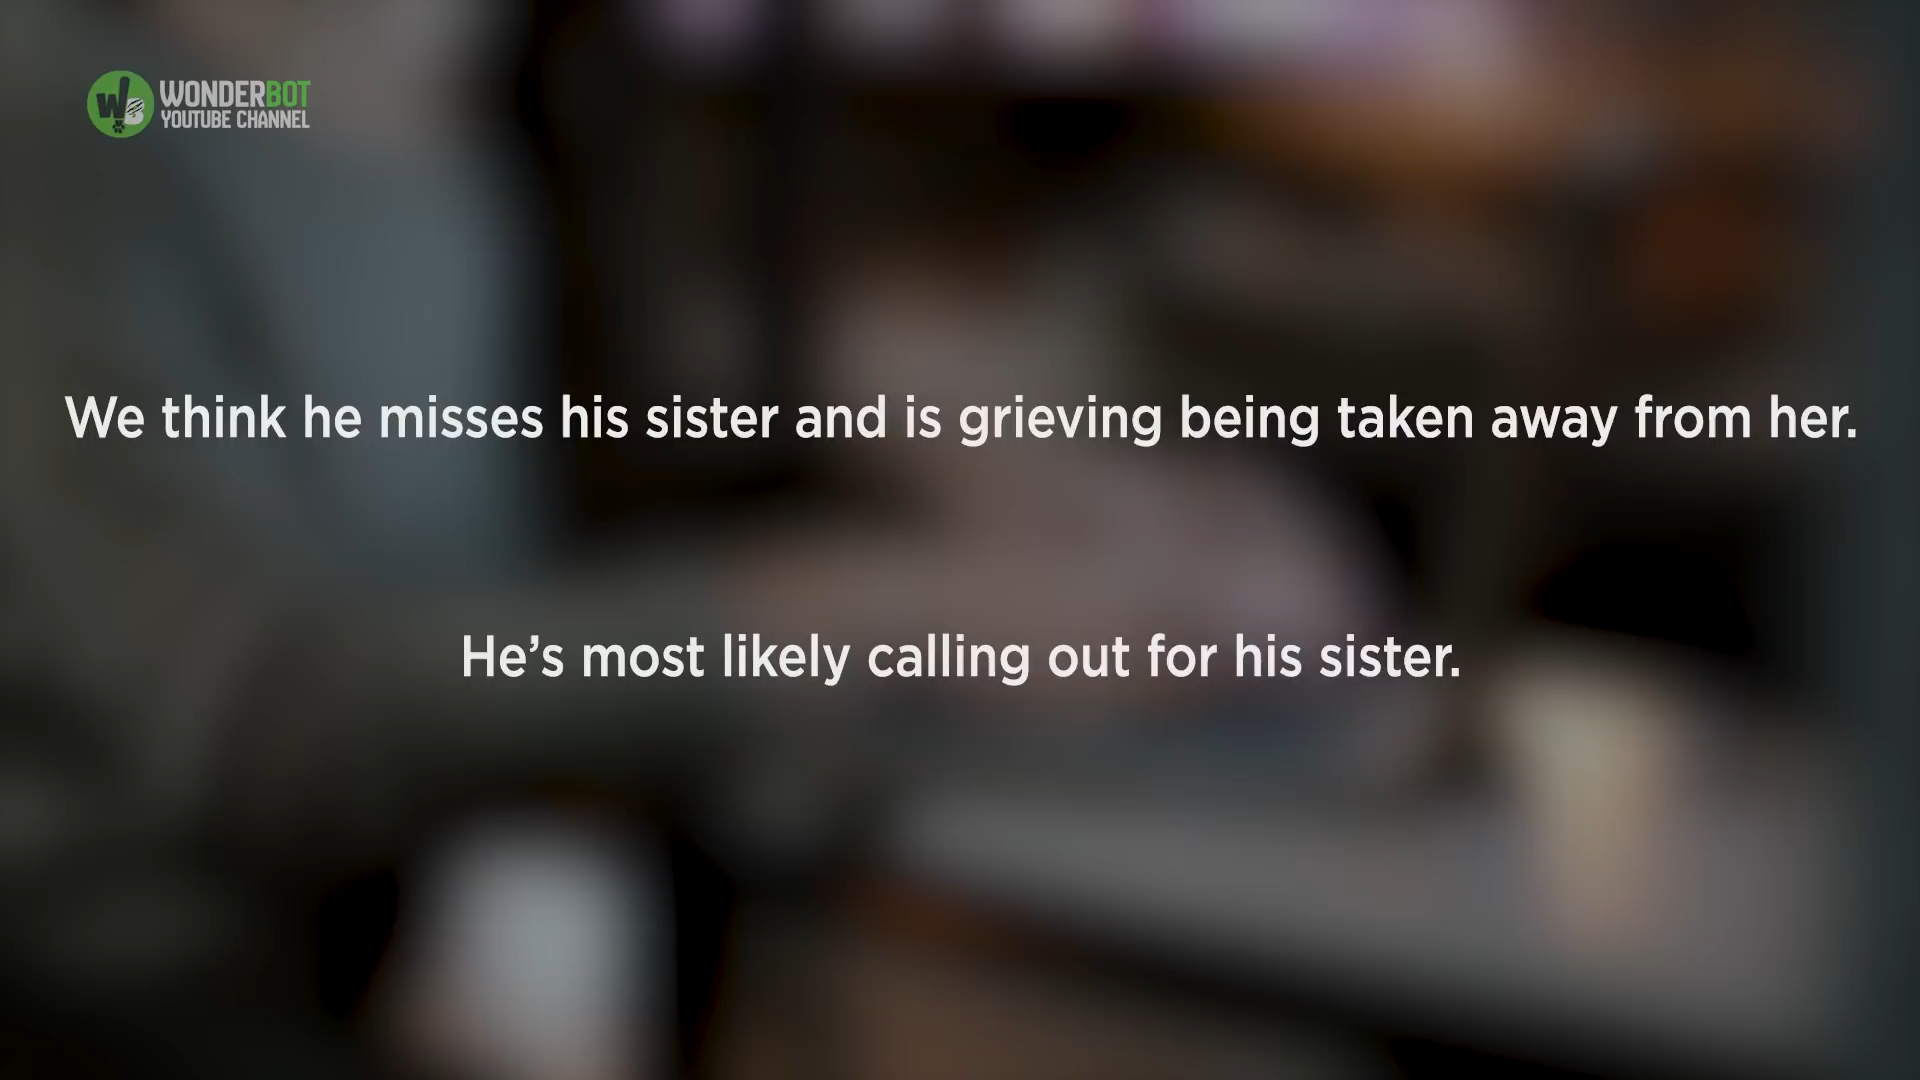 WONDERBOT
YOUTUBE CHANNEL
We think he misses his sister and is grieving being taken away from her.
He’s most likely calling out for his sister.